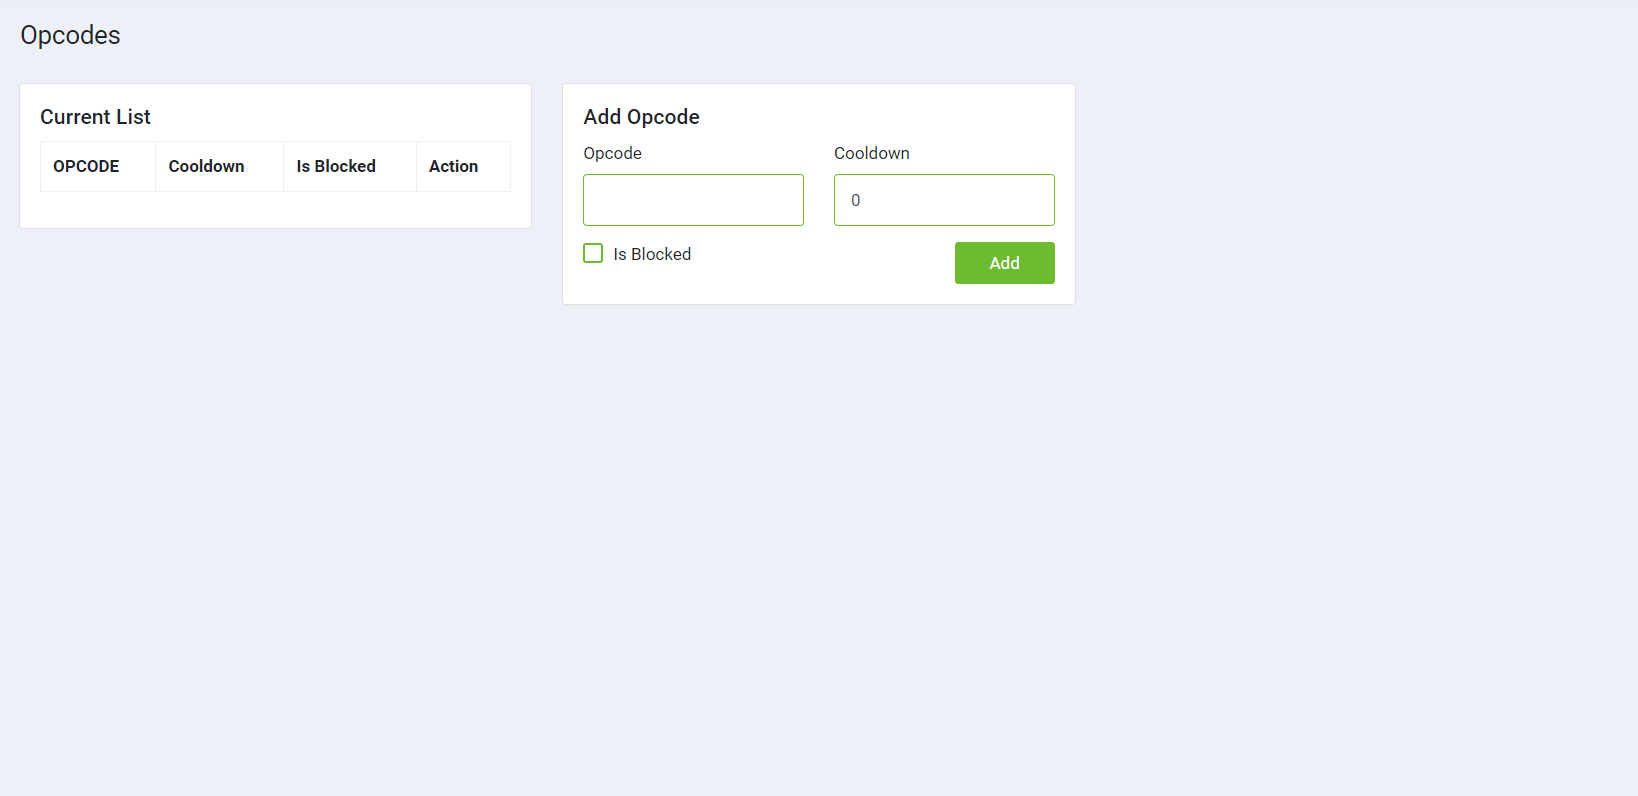 Opcodes
Current List
OPCODE Cooldown Is Blocked Action
Add Opcode
Opcode Cooldown
0
Is Blocked Add